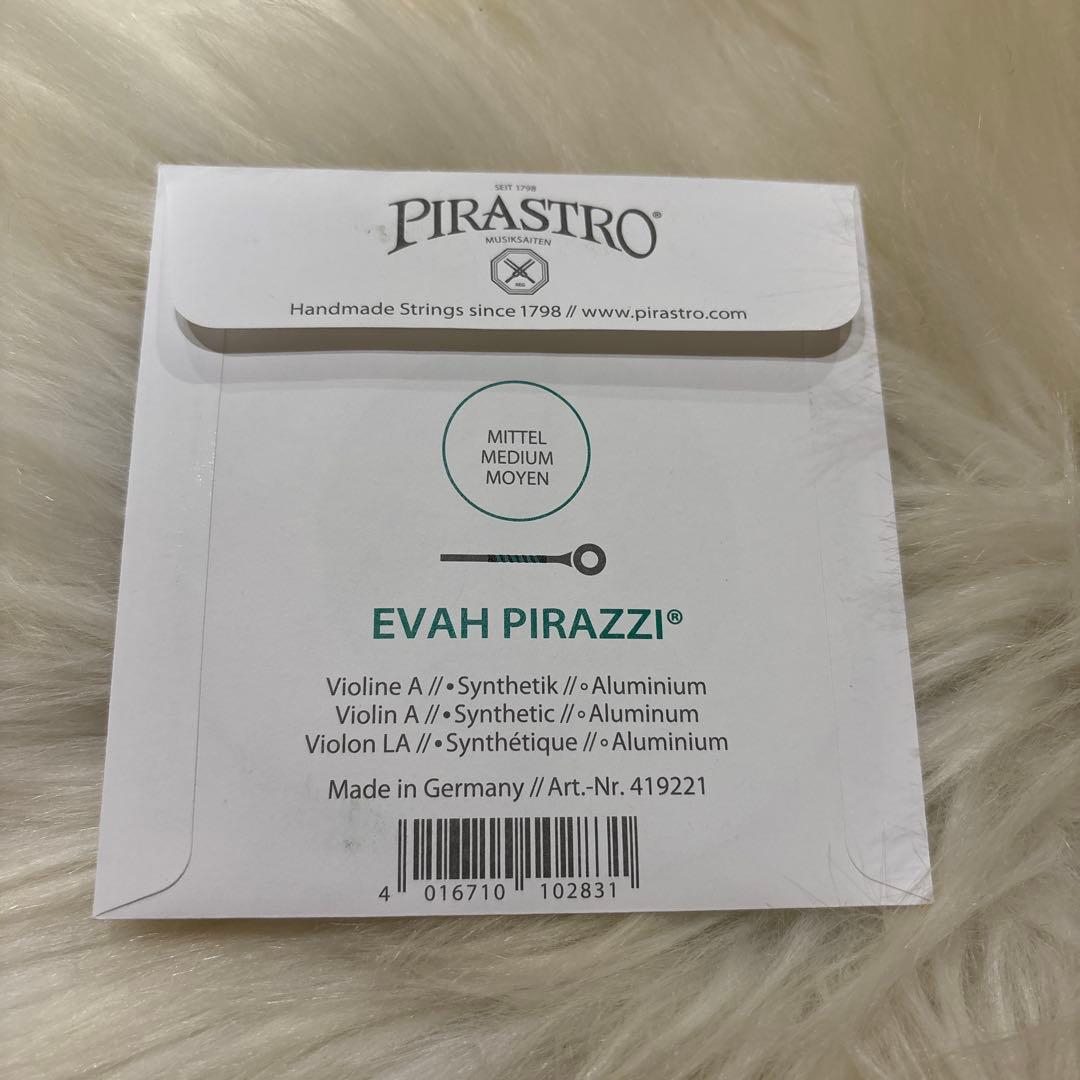 SEIT 1798
PIRASTRO®
MUSIKSAITEN
REG
Handmade Strings since 1798 // www.pirastro.com
MITTEL
MEDIUM
MOYEN
EVAH PIRAZZI®
Violine A //•Synthetik //∘Aluminium
Violin A //•Synthetic //∘Aluminum
Violon LA //•Synthétique //∘Aluminium
Made in Germany // Art.-Nr. 419221
4 016710 102831